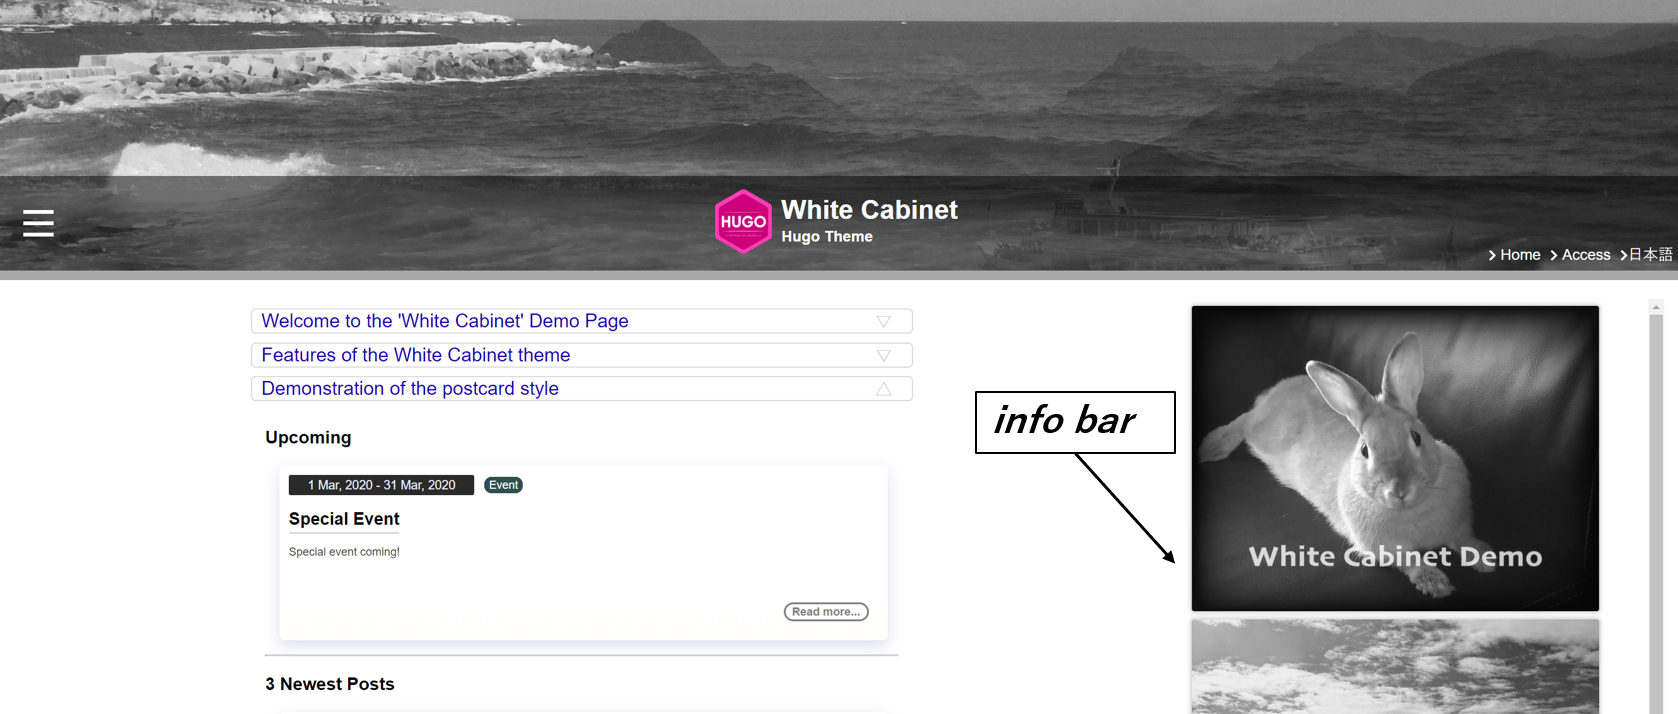 HUGO
White Cabinet
Hugo Theme
Home Access 日本語
Welcome to the 'White Cabinet' Demo Page
Features of the White Cabinet theme
Demonstration of the postcard style
info bar
Upcoming
1 Mar, 2020 - 31 Mar, 2020 Event
Special Event
Special event coming!
Read more...
White Cabinet Demo
3 Newest Posts